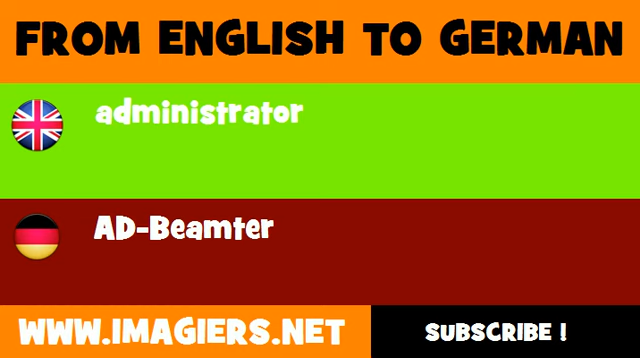 FROM ENGLISH TO GERMAN
administrator
AD-Beamter
WWW.IMAGIERS.NET
SUBSCRIBE !